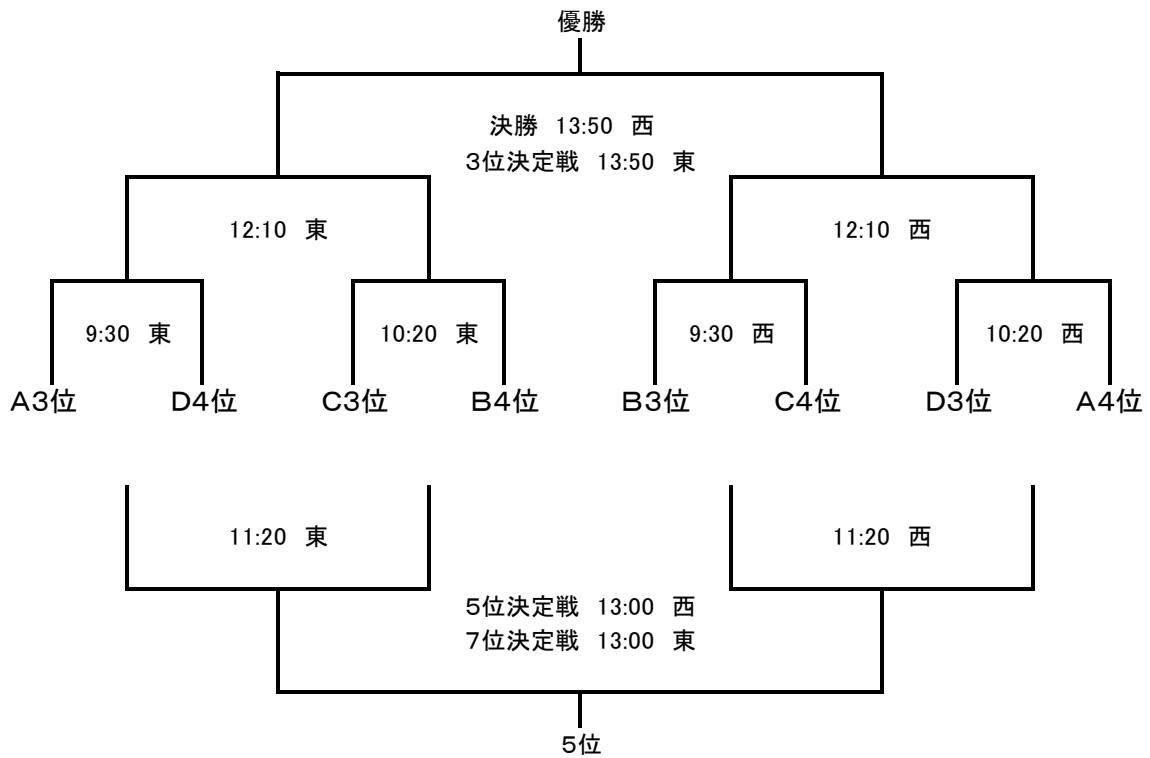 優勝
決勝　13:50　西
３位決定戦　13:50　東
12:10　東
12:10　西
9:30　東
10:20　東
9:30　西
10:20　西
Ａ３位
Ｄ４位
Ｃ３位
Ｂ４位
Ｂ３位
Ｃ４位
Ｄ３位
Ａ４位
11:20　東
11:20　西
５位決定戦　13:00　西
７位決定戦　13:00　東
５位